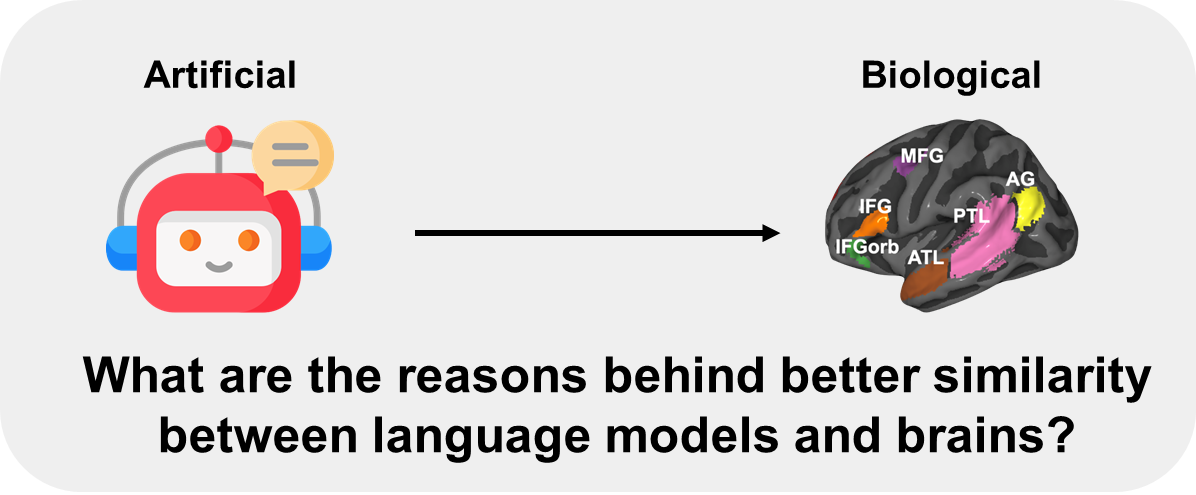 Artificial
Biological
MFG
AG
IFG
PTL
IFGorb
ATL
What are the reasons behind better similarity
between language models and brains?